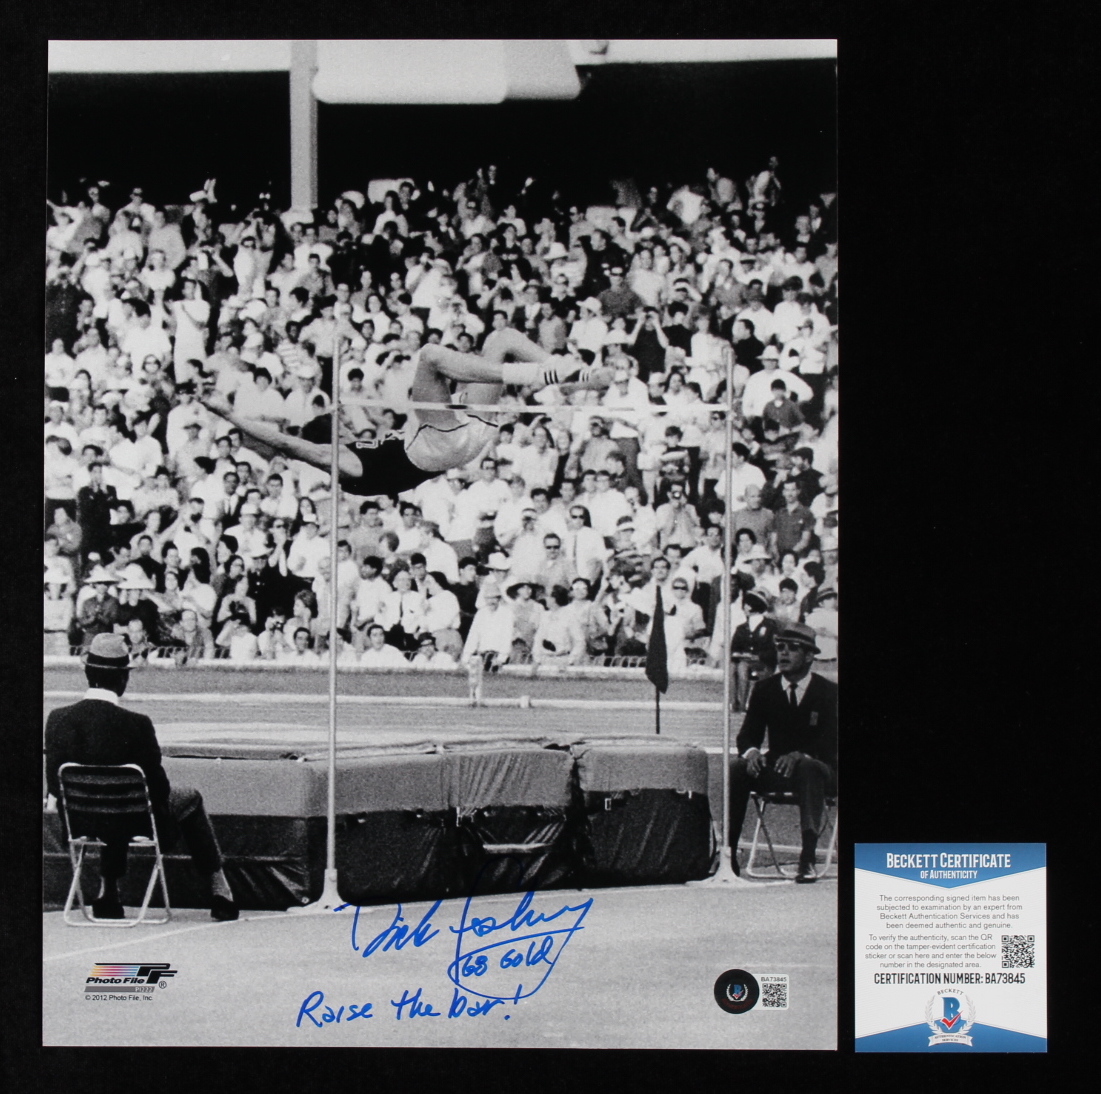 Dick Fosbury
68 Gold
Raise the bar!
PHOTO FILE
®
© 2012 Photo File, Inc.
BA73845
BECKETT CERTIFICATE
OF AUTHENTICITY
The corresponding signed item has been
subjected to examination by an expert from
Beckett Authentication Services and has
been deemed authentic and genuine.
To verify the authenticity, scan the QR
code on the tamper-evident certification
sticker or scan here and enter the below
number in the designated area.
CERTIFICATION NUMBER: BA73845
BECKETT
B